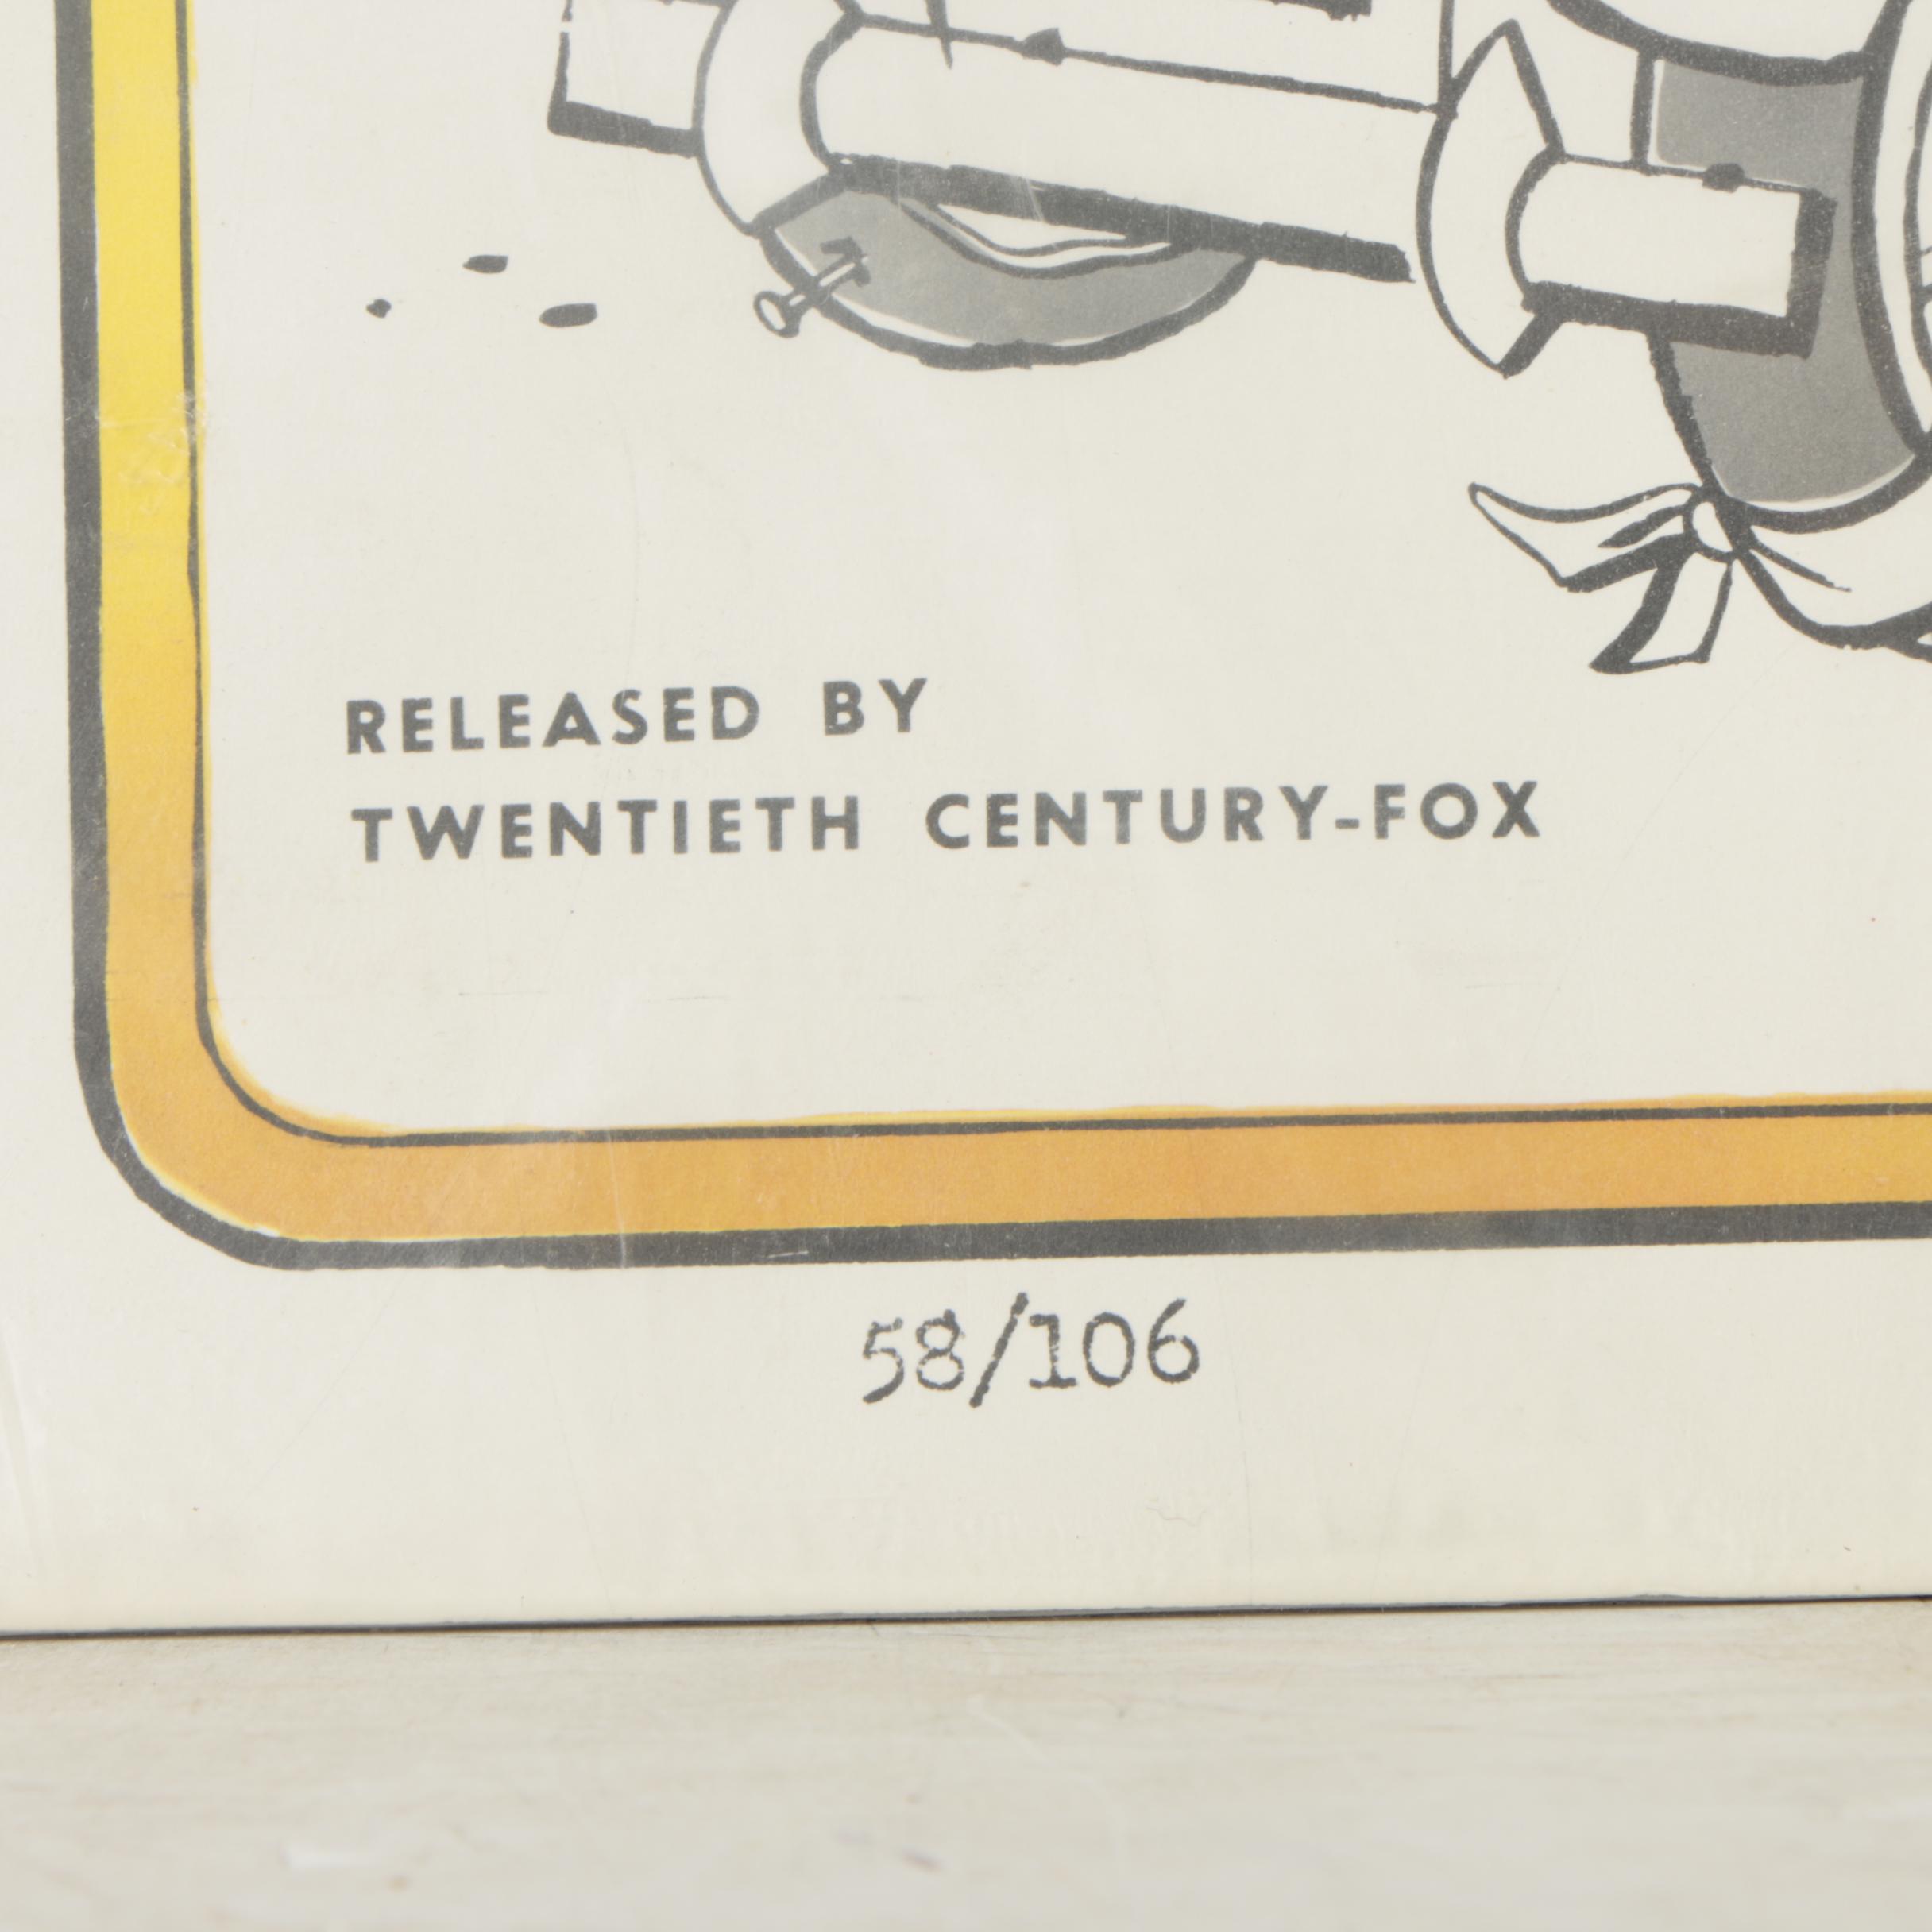 RELEASED BY
TWENTIETH CENTURY-FOX
58/106